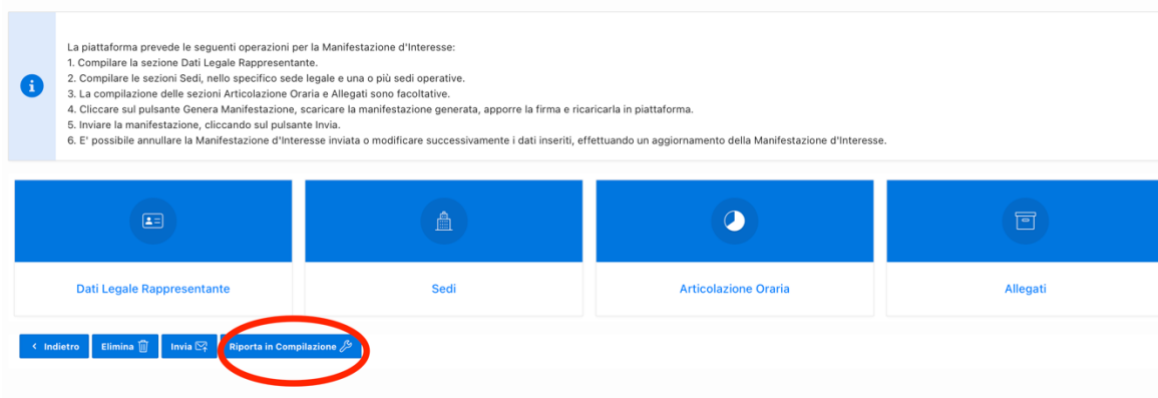 La piattaforma prevede le seguenti operazioni per la Manifestazione d'Interesse:
1. Compilare la sezione Dati Legale Rappresentante.
2. Compilare le sezioni Sedi, nello specifico sede legale e una o più sedi operative.
3. La compilazione delle sezioni Articolazione Oraria e Allegati sono facoltative.
4. Cliccare sul pulsante Genera Manifestazione, scaricare la manifestazione generata, apporre la firma e ricaricarla in piattaforma.
5. Inviare la manifestazione, cliccando sul pulsante Invia.
6. E' possibile annullare la Manifestazione d'Interesse inviata o modificare successivamente i dati inseriti, effettuando un aggiornamento della Manifestazione d'Interesse.
Dati Legale Rappresentante
Sedi
Articolazione Oraria
Allegati
Indietro
Elimina
Invia
Riporta in Compilazione